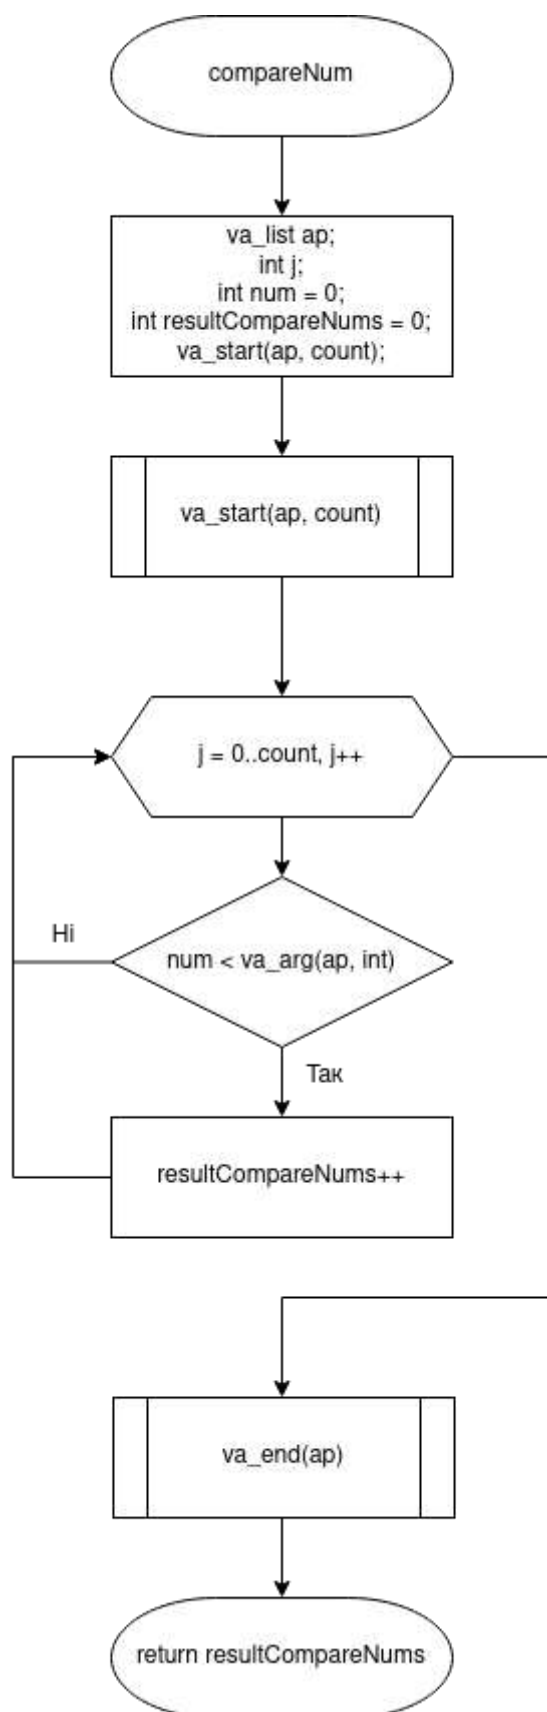 compareNum
va_list ap;
int j;
int num = 0;
int resultCompareNums = 0;
va_start(ap, count);
va_start(ap, count)
j = 0..count, j++
Ні
num < va_arg(ap, int)
Так
resultCompareNums++
va_end(ap)
return resultCompareNums